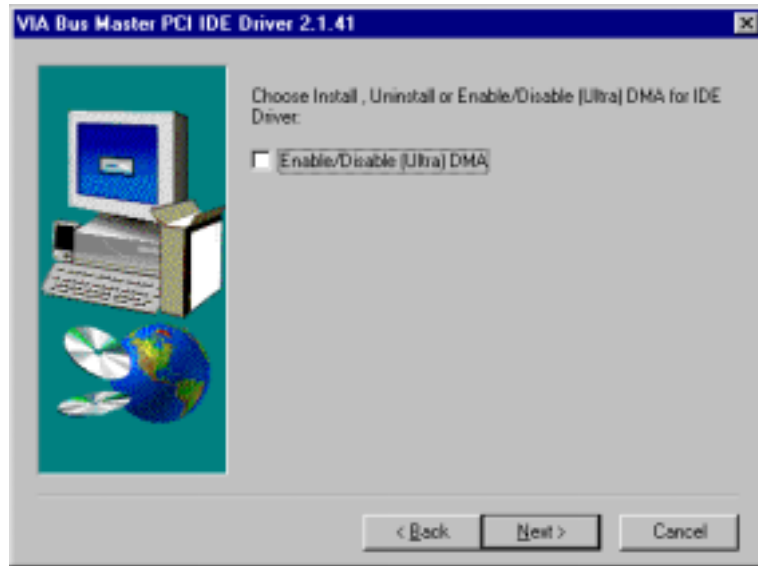 VIA Bus Master PCI IDE Driver 2.1.41
Choose Install , Uninstall or Enable/Disable (Ultra) DMA for IDE
Driver:
Enable/Disable (Ultra) DMA
< Back
Next >
Cancel